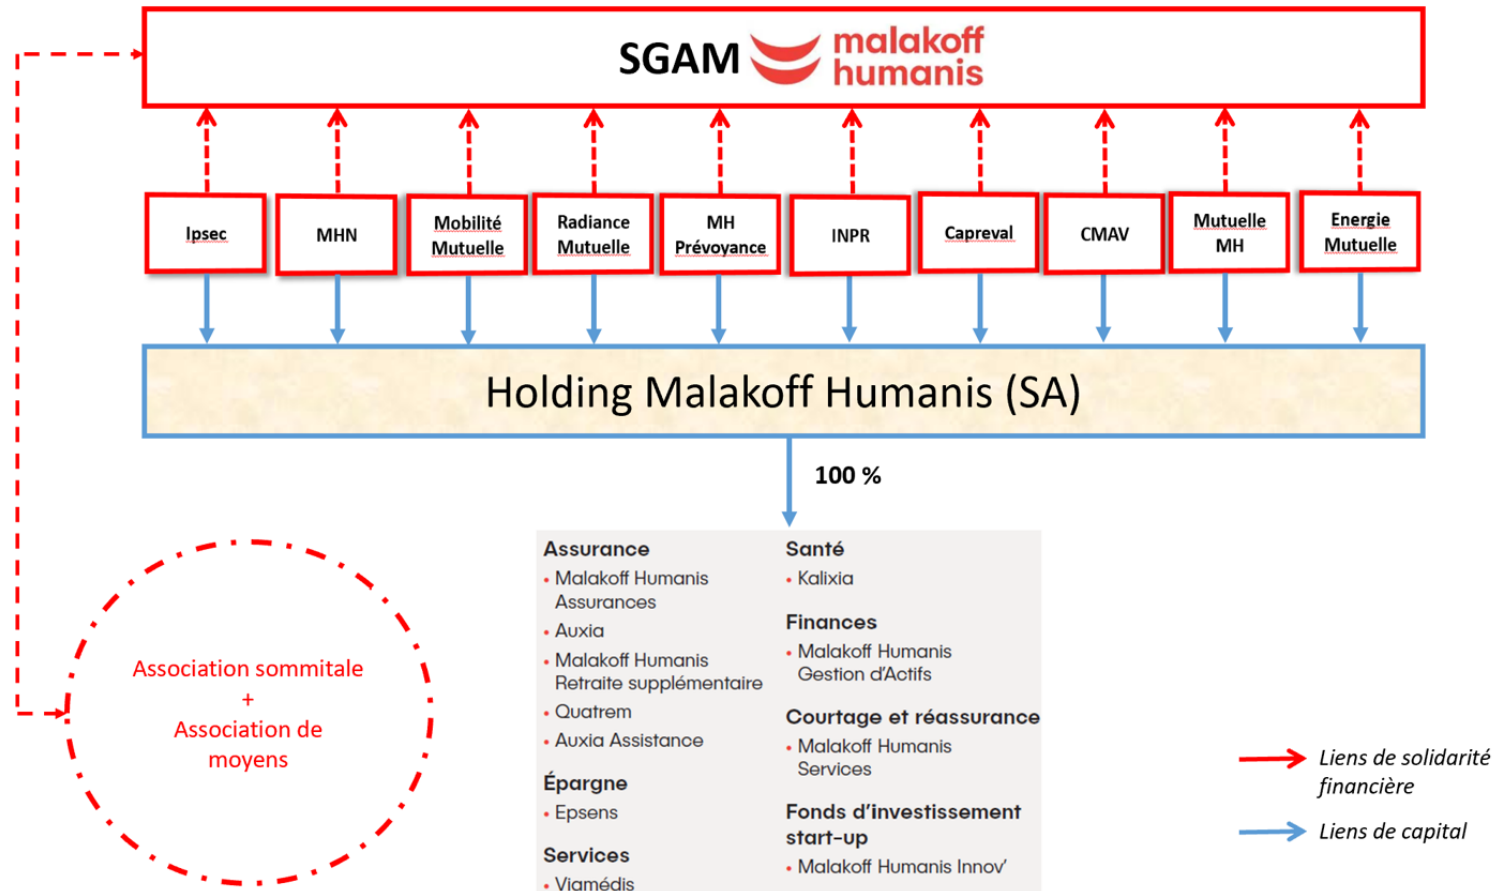 SGAM malakoff
humanis
Ipsec
MHN
Mobilité
Mutuelle
Radiance
Mutuelle
MH
Prévoyance
INPR
Capreval
CMAV
Mutuelle
MH
Energie
Mutuelle
Holding Malakoff Humanis (SA)
100 %
Assurance
• Malakoff Humanis
Assurances
• Auxia
• Malakoff Humanis
Retraite supplémentaire
• Quatrem
• Auxia Assistance
Épargne
• Epsens
Services
• Viamédis
Santé
• Kalixia
Finances
• Malakoff Humanis
Gestion d'Actifs
Courtage et réassurance
• Malakoff Humanis
Services
Fonds d'investissement
start-up
• Malakoff Humanis Innov'
Association sommitale
+
Association de
moyens
Liens de solidarité
financière
Liens de capital